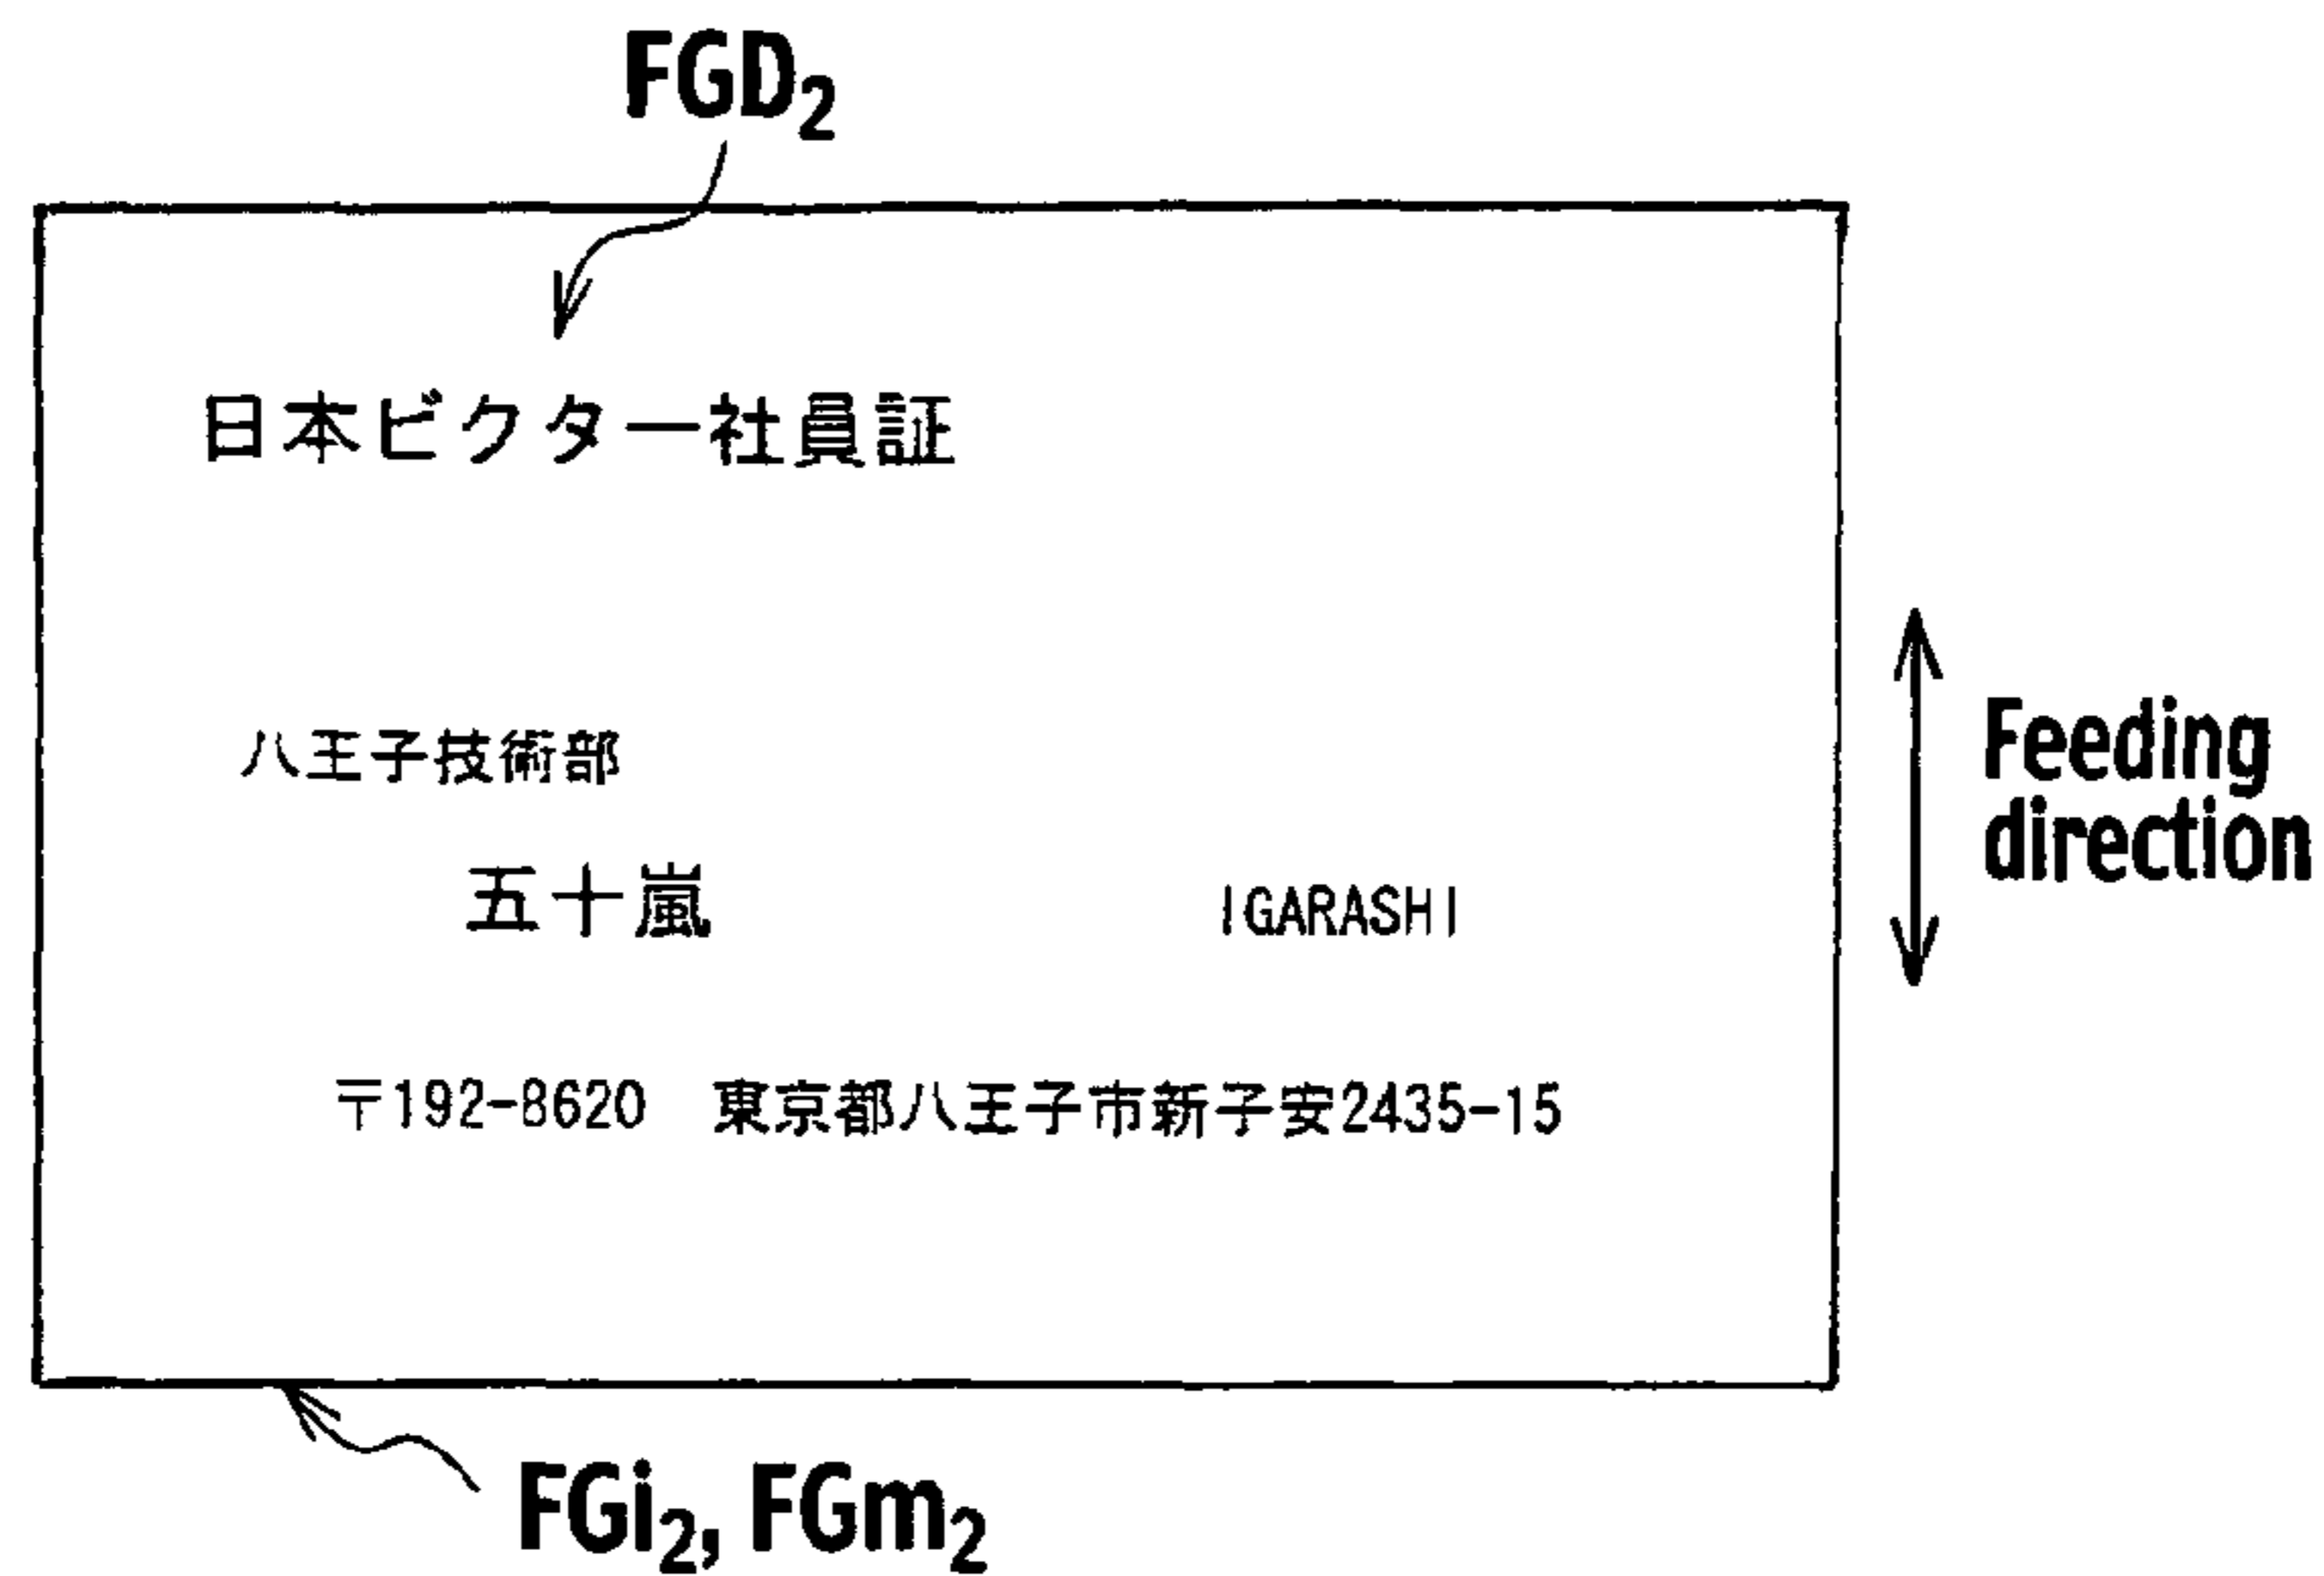 FGD₂
日本ビクター社員証
八王子技術部
五十嵐 IGARASHI
〒192-8620 東京都八王子市新子安2435-15
Feeding
direction
FGi₂, FGm₂